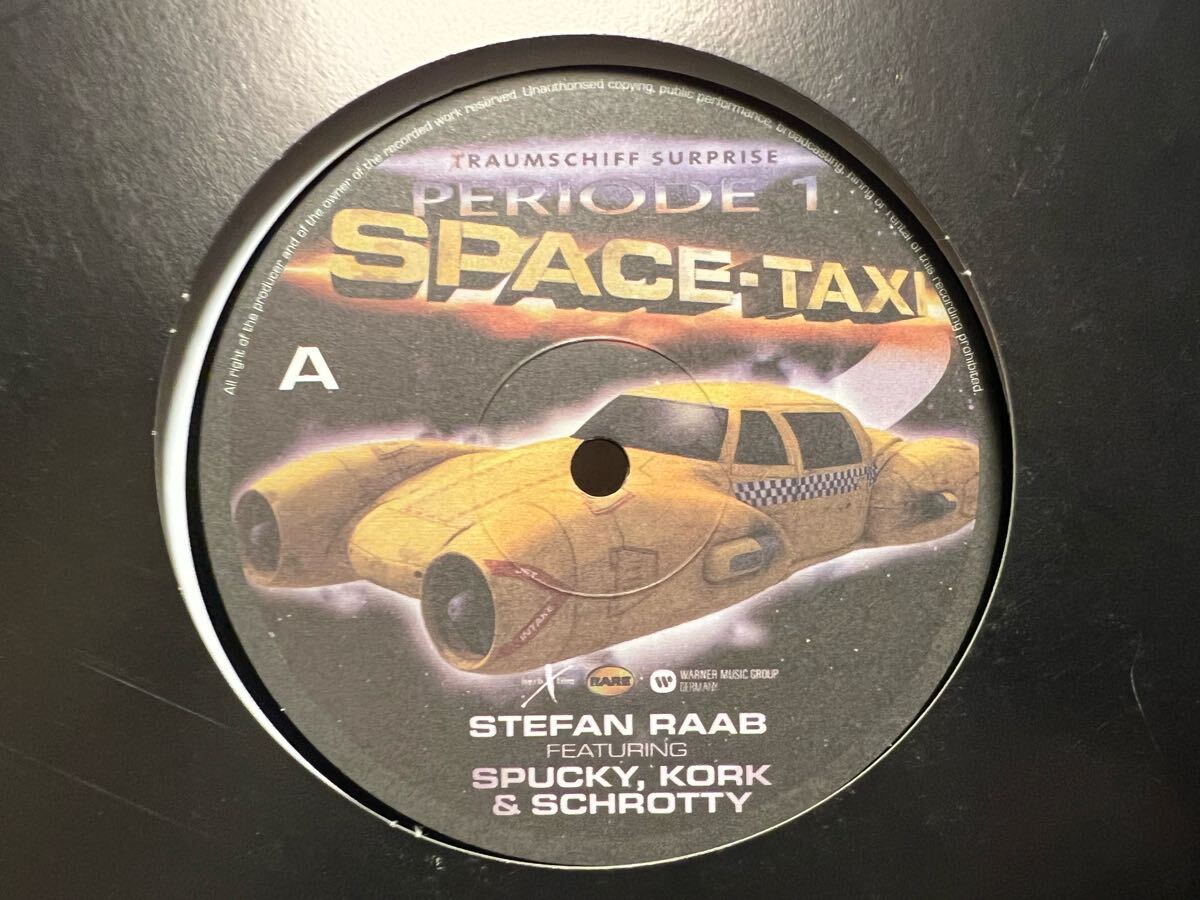 All right of the producer and of the owner of the recorded work reserved. Unauthorised copying, public performance, broadcasting, hiring or rental of this recording prohibited.
TRAUMSCHIFF SURPRISE
PERIODE 1
SPACE-TAXI
A
JET
INTAKE
RARE
WARNER MUSIC GROUP
GERMANY
STEFAN RAAB
FEATURING
SPUCKY, KORK
& SCHROTTY